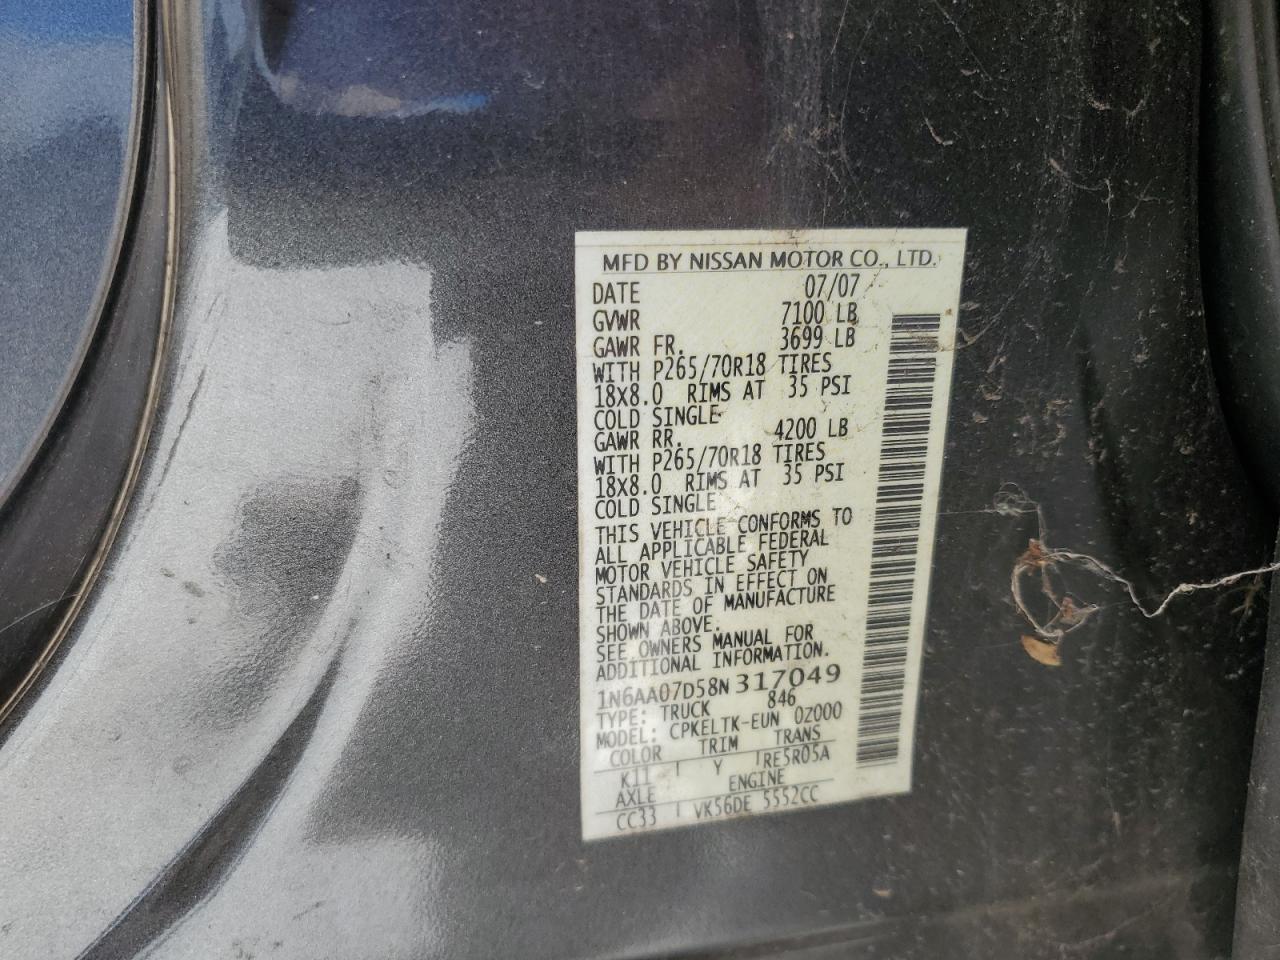 MFD BY NISSAN MOTOR CO., LTD.
DATE 07/07
GVWR 7100 LB
GAWR FR. 3699 LB
WITH P265/70R18 TIRES
18X8.0 RIMS AT 35 PSI
COLD SINGLE
GAWR RR. 4200 LB
WITH P265/70R18 TIRES
18X8.0 RIMS AT 35 PSI
COLD SINGLE
THIS VEHICLE CONFORMS TO
ALL APPLICABLE FEDERAL
MOTOR VEHICLE SAFETY
STANDARDS IN EFFECT ON
THE DATE OF MANUFACTURE
SHOWN ABOVE.
SEE OWNERS MANUAL FOR
ADDITIONAL INFORMATION.
1N6AA07D58N317049
TYPE: TRUCK 846
MODEL: CPKELTK-EUN 0Z000
COLOR TRIM TRANS
K11 Y RE5R05A
AXLE ENGINE
CC33 VK56DE 5552CC